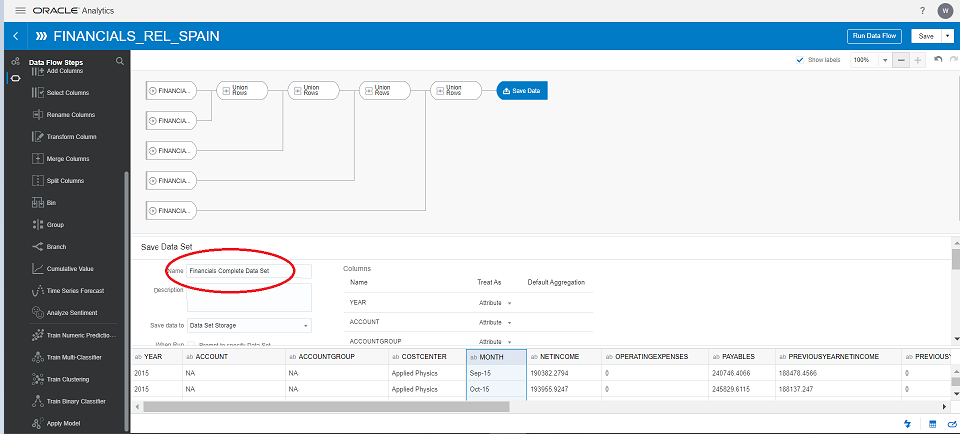 ORACLE Analytics
?
W
FINANCIALS_REL_SPAIN
Run Data Flow
Save
Data Flow Steps
Add Columns
Select Columns
Rename Columns
Transform Column
Merge Columns
Split Columns
Bin
Group
Branch
Cumulative Value
Time Series Forecast
Analyze Sentiment
Train Numeric Predictio...
Train Multi-Classifier
Train Clustering
Train Binary Classifier
Apply Model
Show labels
100%
FINANCIA...
Union Rows
Union Rows
Union Rows
Union Rows
Save Data
FINANCIA...
FINANCIA...
FINANCIA...
FINANCIA...
Save Data Set
Name Financials Complete Data Set
Description
Save data to Data Set Storage
When Run Prompt to specify Data Set
Columns
Name Treat As Default Aggregation
YEAR Attribute
ACCOUNT Attribute
ACCOUNTGROUP Attribute
ab YEAR ab ACCOUNT ab ACCOUNTGROUP ab COSTCENTER ab MONTH ab NETINCOME ab OPERATINGEXPENSES ab PAYABLES ab PREVIOUSYEARNETINCOME ab PREVIOUS
2015 NA NA Applied Physics Sep-15 190382.2794 0 240746.4066 188478.4566 0
2015 NA NA Applied Physics Oct-15 193955.9247 0 245829.6115 188137.247 0